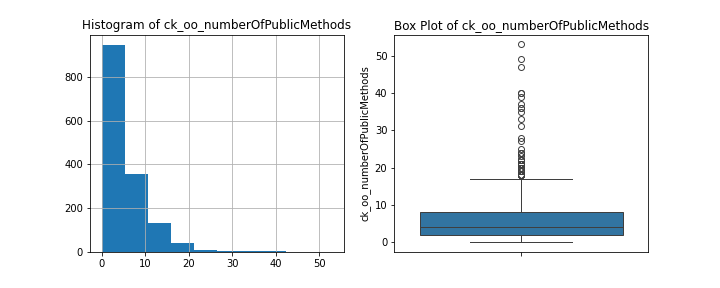 Histogram of ck_oo_numberOfPublicMethods
800
600
400
200
0
0 10 20 30 40 50
Box Plot of ck_oo_numberOfPublicMethods
ck_oo_numberOfPublicMethods
50
40
30
20
10
0